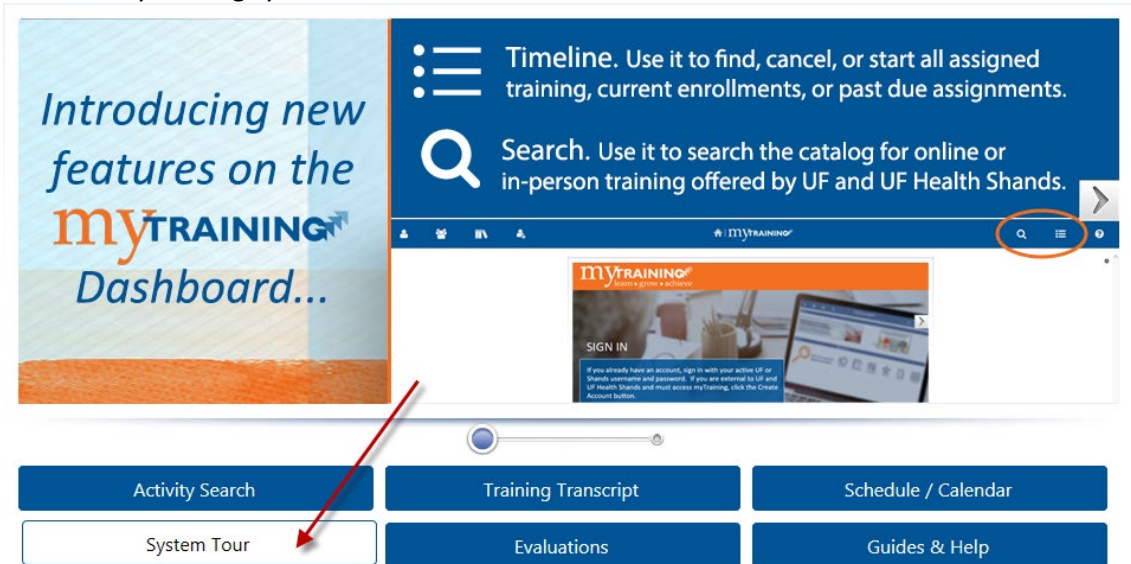 Introducing new
features on the
myTRAINING
Dashboard...
Timeline. Use it to find, cancel, or start all assigned
training, current enrollments, or past due assignments.
Search. Use it to search the catalog for online or
in-person training offered by UF and UF Health Shands.
myTRAINING
myTRAINING
learn • grow • achieve
SIGN IN
If you already have an account, sign in with your active UF or
Shands username and password. If you are external to UF and
UF Health Shands and must access myTraining, click the Create
Account button.
Activity Search
Training Transcript
Schedule / Calendar
System Tour
Evaluations
Guides & Help